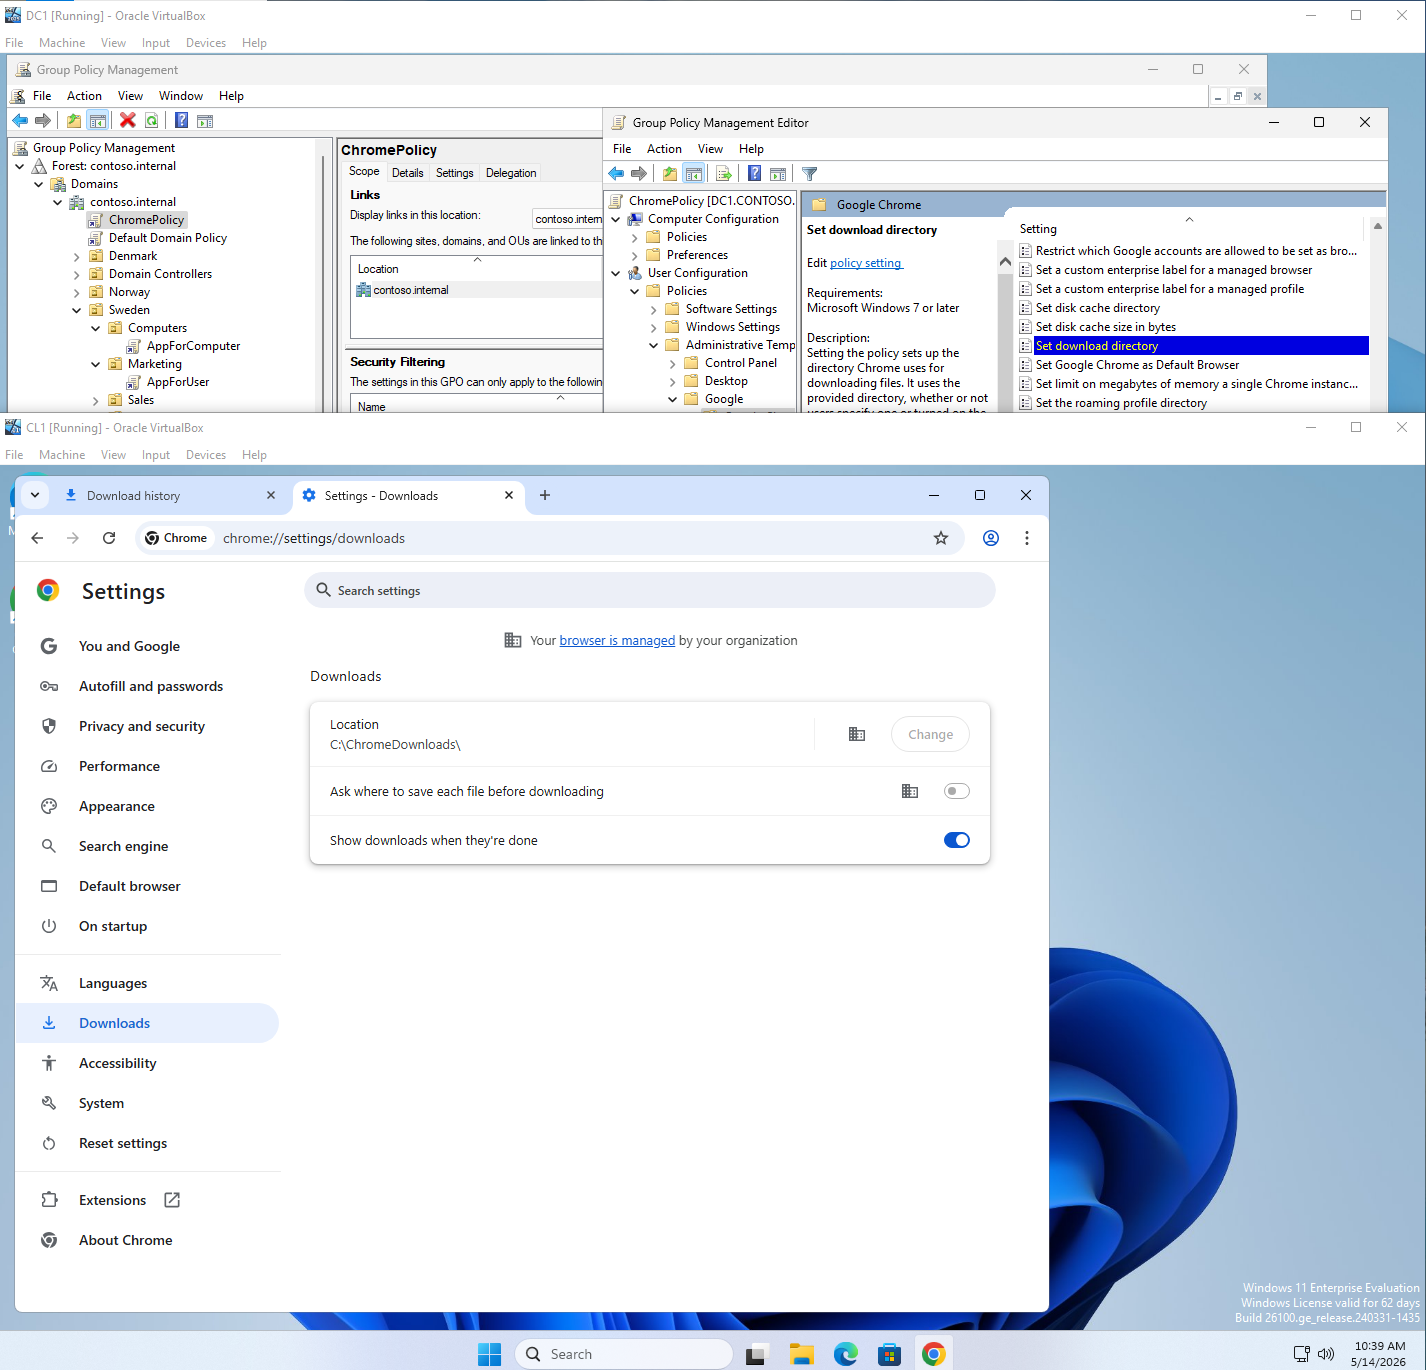 DC1 [Running] - Oracle VirtualBox
File Machine View Input Devices Help
Group Policy Management
File Action View Window Help
Group Policy Management
Forest: contoso.internal
Domains
contoso.internal
ChromePolicy
Default Domain Policy
Denmark
Domain Controllers
Norway
Sweden
Computers
AppForComputer
Marketing
AppForUser
Sales
ChromePolicy
Scope Details Settings Delegation
Links
Display links in this location: contoso.intern
The following sites, domains, and OUs are linked to th
Location
contoso.internal
Security Filtering
The settings in this GPO can only apply to the followin
Name
Group Policy Management Editor
File Action View Help
ChromePolicy [DC1.CONTOSO.
Computer Configuration
Policies
Preferences
User Configuration
Policies
Software Settings
Windows Settings
Administrative Temp
Control Panel
Desktop
Google
Google Chrome
Set download directory
Edit policy setting
Requirements:
Microsoft Windows 7 or later
Description:
Setting the policy sets up the
directory Chrome uses for
downloading files. It uses the
provided directory, whether or not
users specify one or turned on the
Setting
Restrict which Google accounts are allowed to be set as bro...
Set a custom enterprise label for a managed browser
Set a custom enterprise label for a managed profile
Set disk cache directory
Set disk cache size in bytes
Set download directory
Set Google Chrome as Default Browser
Set limit on megabytes of memory a single Chrome instanc...
Set the roaming profile directory
CL1 [Running] - Oracle VirtualBox
File Machine View Input Devices Help
Download history
Settings - Downloads
Chrome chrome://settings/downloads
Settings
Search settings
Your browser is managed by your organization
You and Google
Autofill and passwords
Privacy and security
Performance
Appearance
Search engine
Default browser
On startup
Languages
Downloads
Accessibility
System
Reset settings
Extensions
About Chrome
Downloads
Location
C:\ChromeDownloads\
Change
Ask where to save each file before downloading
Show downloads when they're done
Windows 11 Enterprise Evaluation
Windows License valid for 62 days
Build 26100.ge_release.240331-1435
Search
10:39 AM
5/14/2026